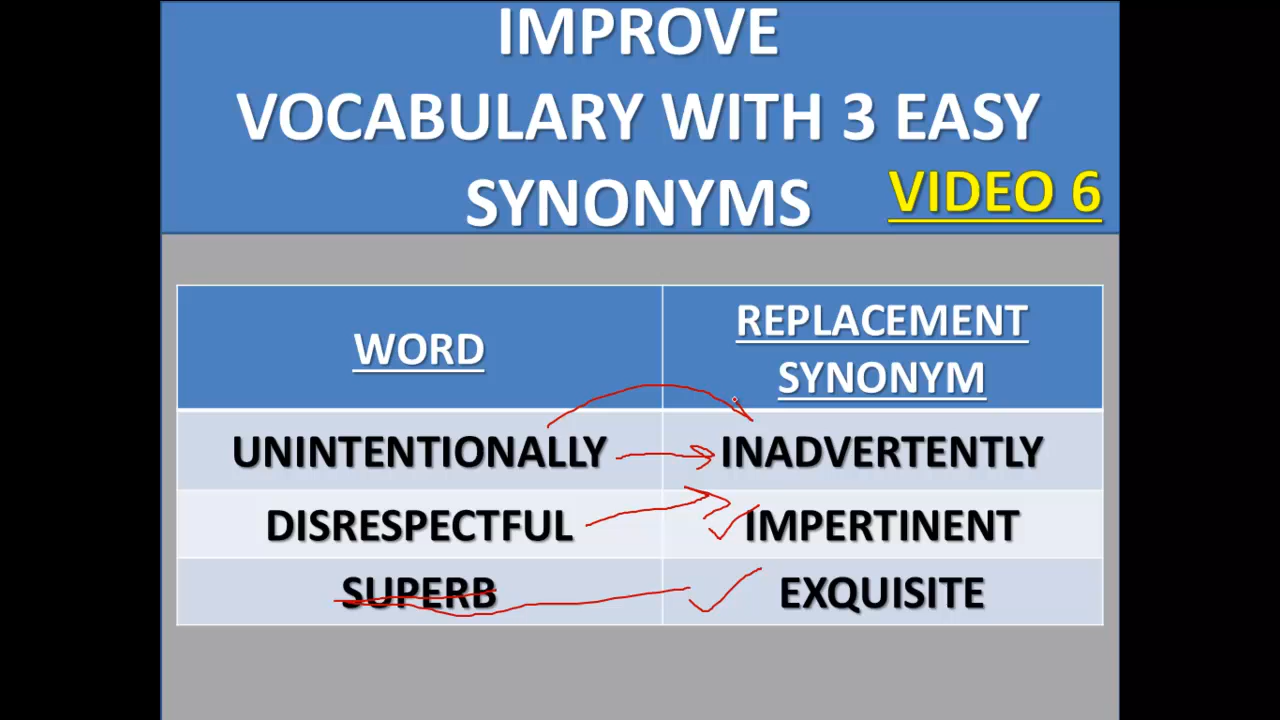 IMPROVE
VOCABULARY WITH 3 EASY
SYNONYMS
VIDEO 6
WORD
REPLACEMENT
SYNONYM
UNINTENTIONALLY
INADVERTENTLY
DISRESPECTFUL
IMPERTINENT
SUPERB
EXQUISITE